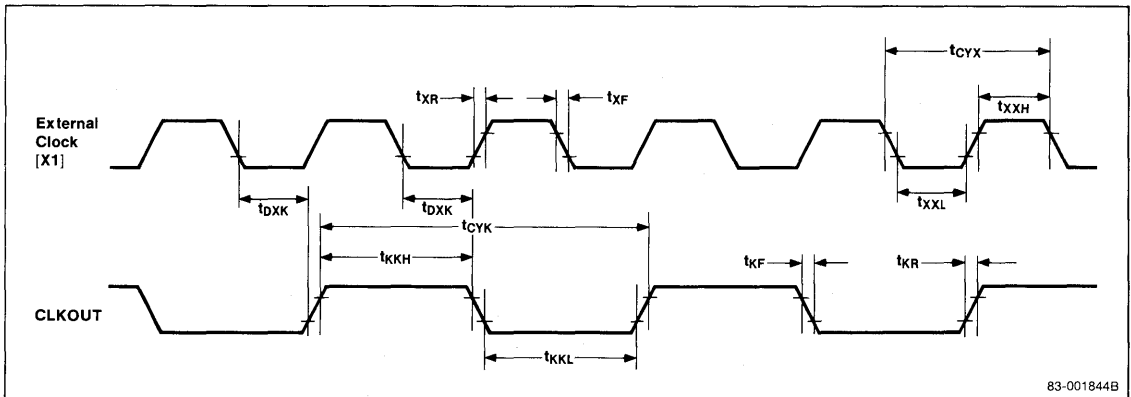 tCYX
tXR
tXF
tXXH
External
Clock
[X1]
tDXK
tDXK
tXXL
tCYK
tKKH
tKF
tKR
CLKOUT
tKKL
83-001844B